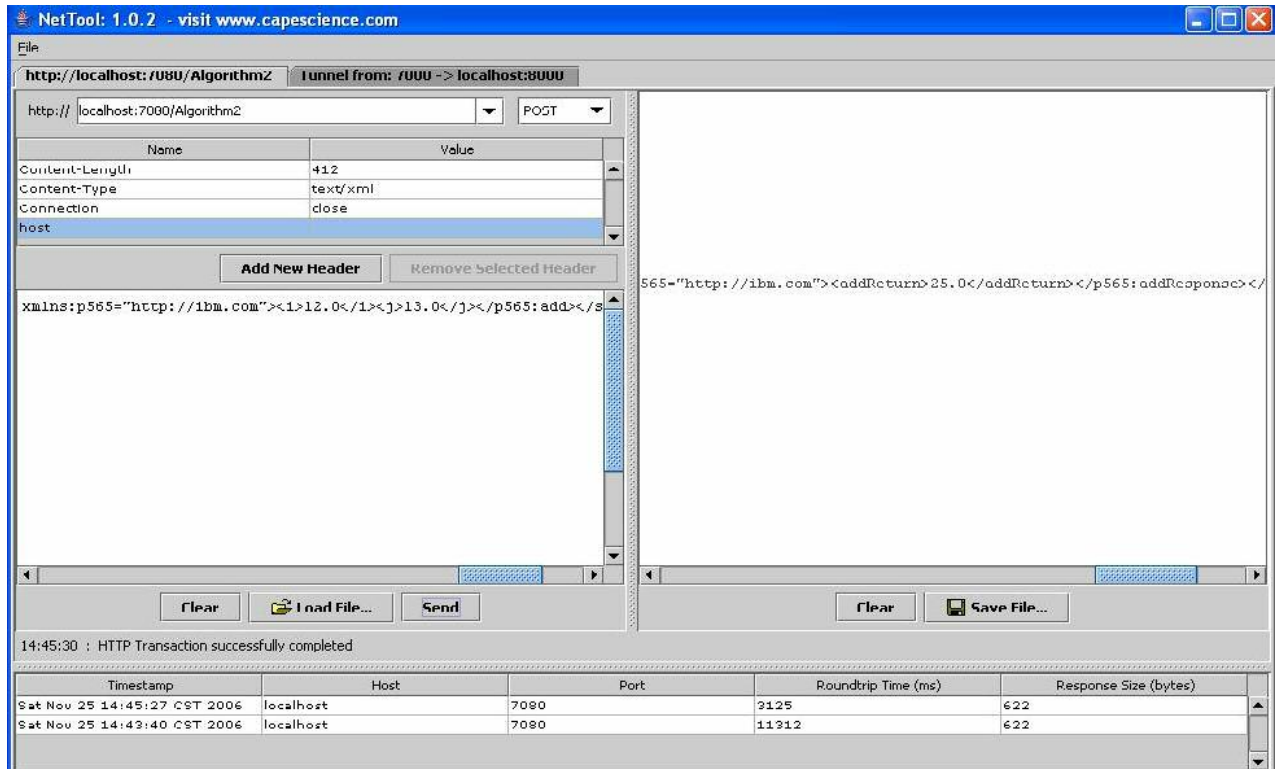 NetTool: 1.0.2 - visit www.capescience.com
File
http://localhost:7080/Algorithm2
Tunnel from: 7000 -> localhost:8000
http://
localhost:7080/Algorithm2
POST
Name Value
Content-Length 412
Content-Type text/xml
Connection close
host
Add New Header
Remove Selected Header
xmlns:p565="http://ibm.com"><i>12.0</i><j>13.0</j></p565:add></s
565="http://ibm.com"><addReturn>25.0</addReturn></p565:addResponse></
Clear
Load File...
Send
Clear
Save File...
14:45:30 : HTTP Transaction successfully completed
Timestamp Host Port Roundtrip Time (ms) Response Size (bytes)
Sat Nov 25 14:45:27 CST 2006 localhost 7080 3125 622
Sat Nov 25 14:43:40 CST 2006 localhost 7080 11312 622